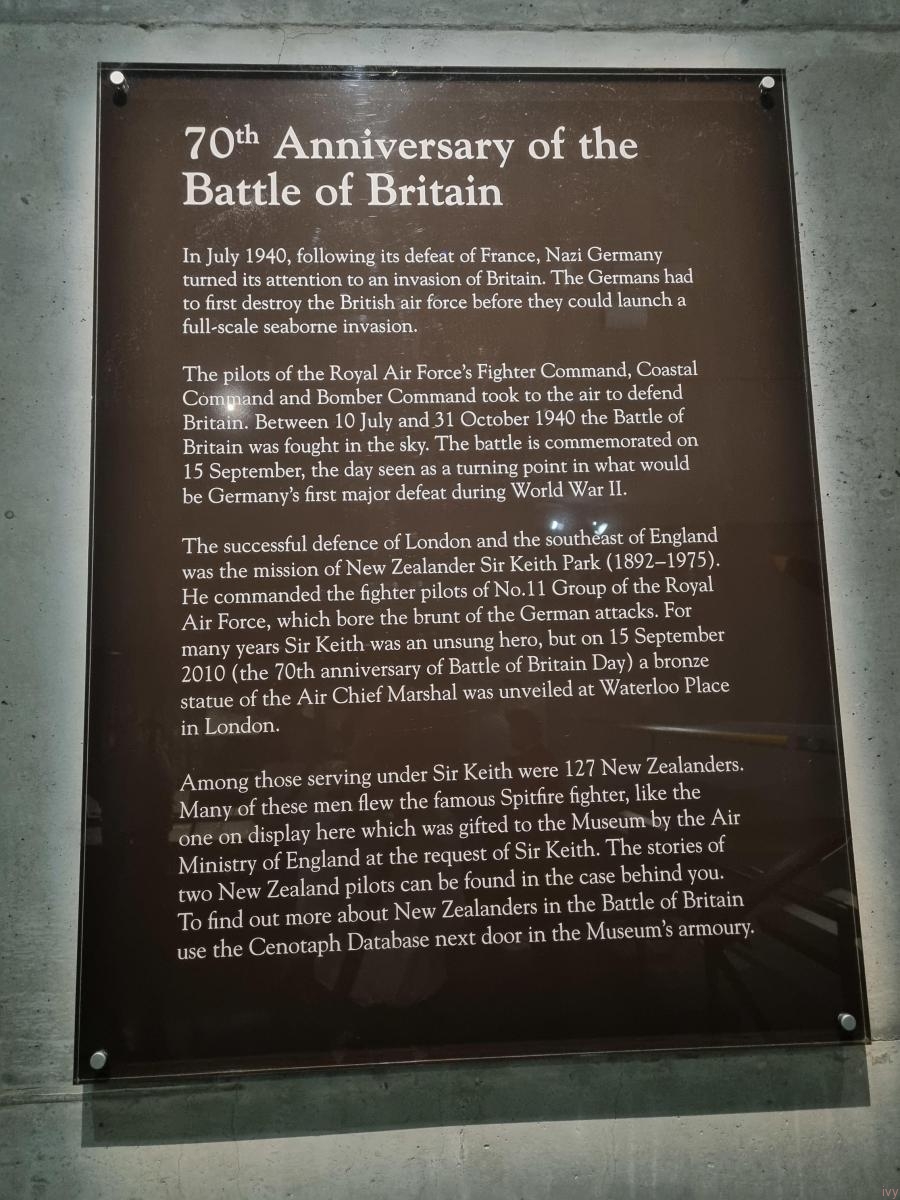 70th Anniversary of the
Battle of Britain
In July 1940, following its defeat of France, Nazi Germany
turned its attention to an invasion of Britain. The Germans had
to first destroy the British air force before they could launch a
full-scale seaborne invasion.
The pilots of the Royal Air Force's Fighter Command, Coastal
Command and Bomber Command took to the air to defend
Britain. Between 10 July and 31 October 1940 the Battle of
Britain was fought in the sky. The battle is commemorated on
15 September, the day seen as a turning point in what would
be Germany's first major defeat during World War II.
The successful defence of London and the southeast of England
was the mission of New Zealander Sir Keith Park (1892–1975).
He commanded the fighter pilots of No.11 Group of the Royal
Air Force, which bore the brunt of the German attacks. For
many years Sir Keith was an unsung hero, but on 15 September
2010 (the 70th anniversary of Battle of Britain Day) a bronze
statue of the Air Chief Marshal was unveiled at Waterloo Place
in London.
Among those serving under Sir Keith were 127 New Zealanders.
Many of these men flew the famous Spitfire fighter, like the
one on display here which was gifted to the Museum by the Air
Ministry of England at the request of Sir Keith. The stories of
two New Zealand pilots can be found in the case behind you.
To find out more about New Zealanders in the Battle of Britain
use the Cenotaph Database next door in the Museum's armoury.
ivy